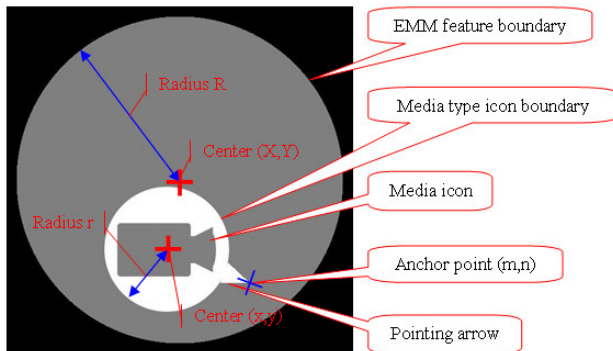 EMM feature boundary
Radius R
Media type icon boundary
Center (X,Y)
Media icon
Radius r
Anchor point (m,n)
Center (x,y)
Pointing arrow